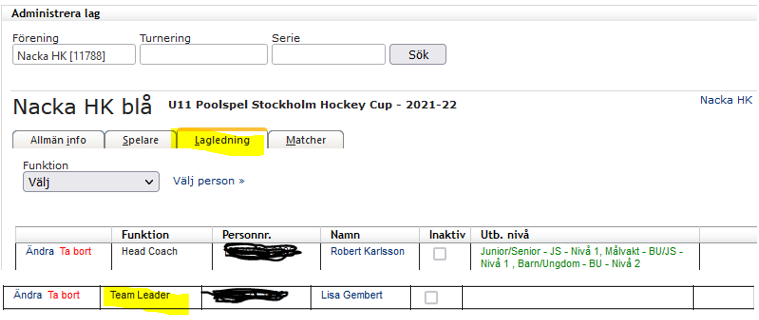 Administrera lag
Förening Turnering Serie
Nacka HK [11788] Sök
Nacka HK blå U11 Poolspel Stockholm Hockey Cup - 2021-22 Nacka HK
Allmän info Spelare Lagledning Matcher
Funktion
Välj Välj person »
Funktion Personnr. Namn Inaktiv Utb. nivå
Ändra Ta bort Head Coach Robert Karlsson Junior/Senior - JS - Nivå 1, Målvakt - BU/JS -
Nivå 1 , Barn/Ungdom - BU - Nivå 2
Ändra Ta bort Team Leader Lisa Gembert